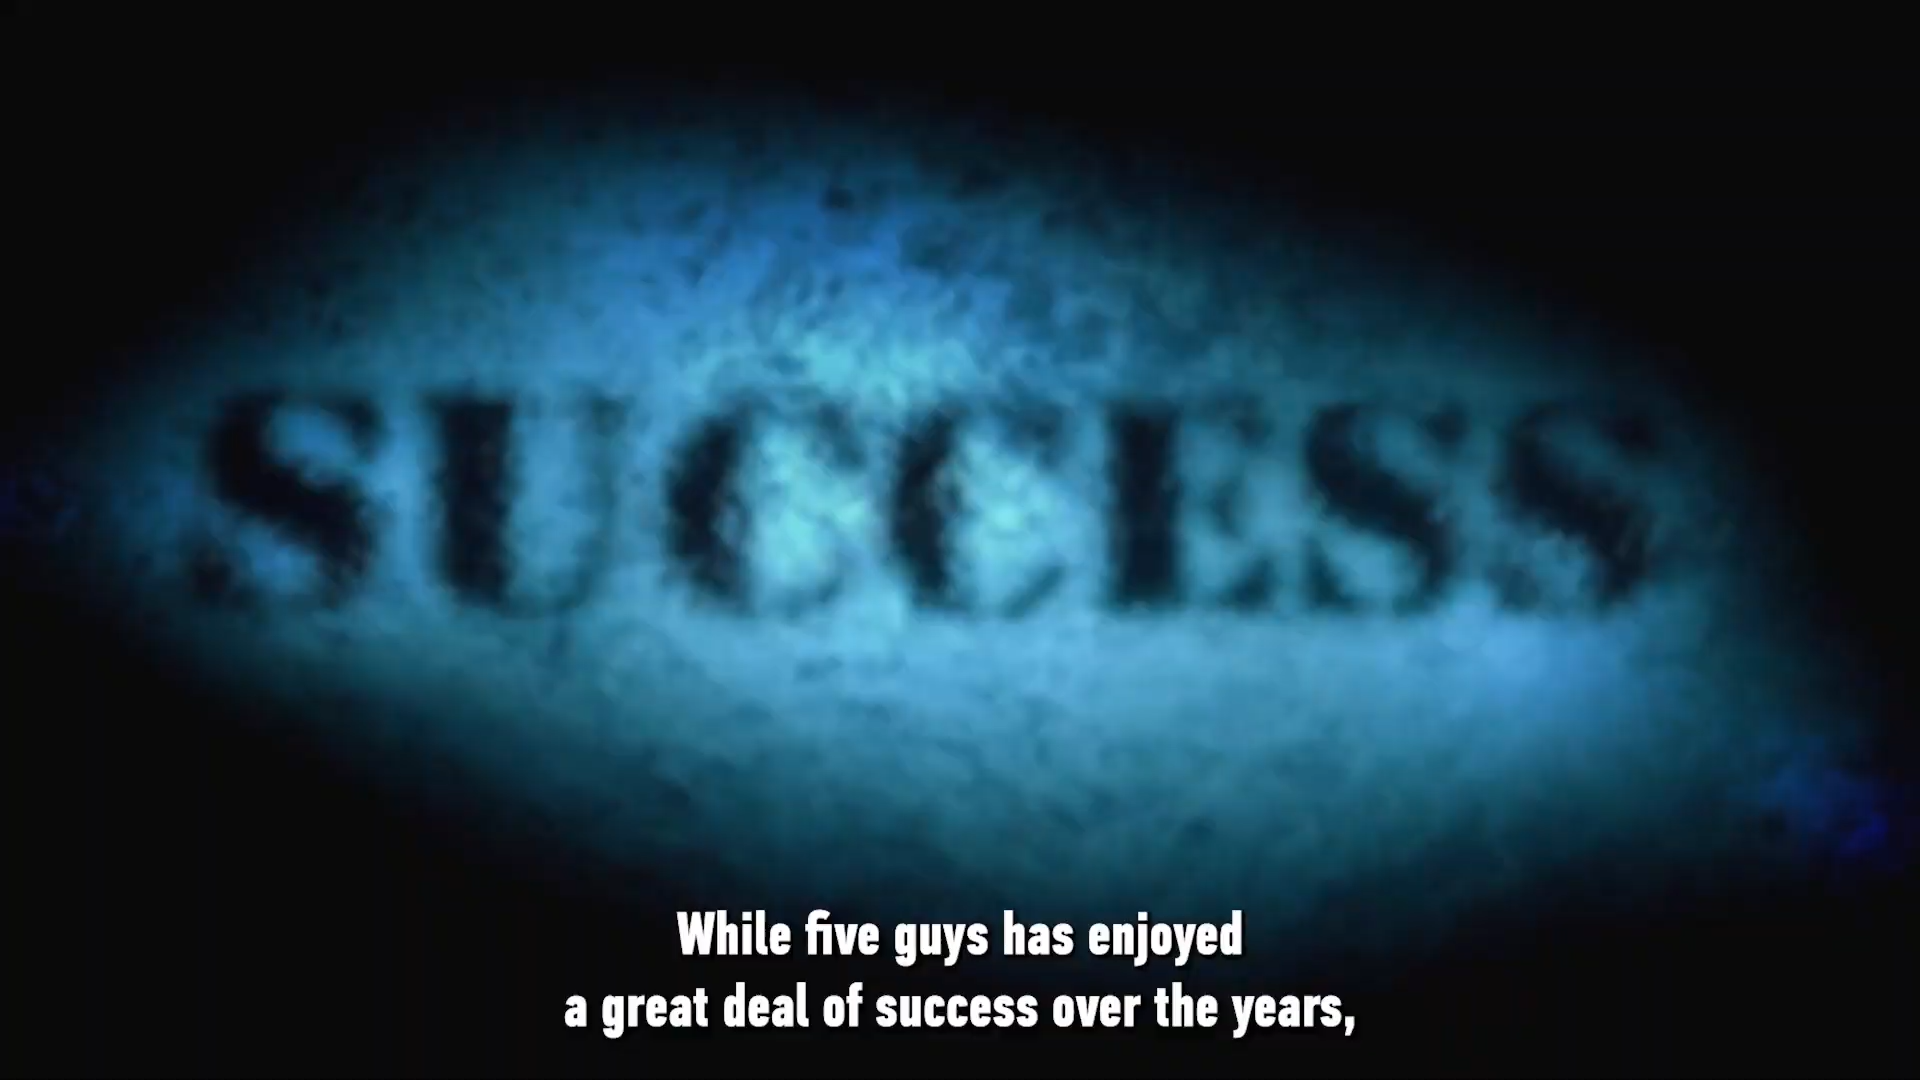 SUCCESS
While five guys has enjoyed
a great deal of success over the years,